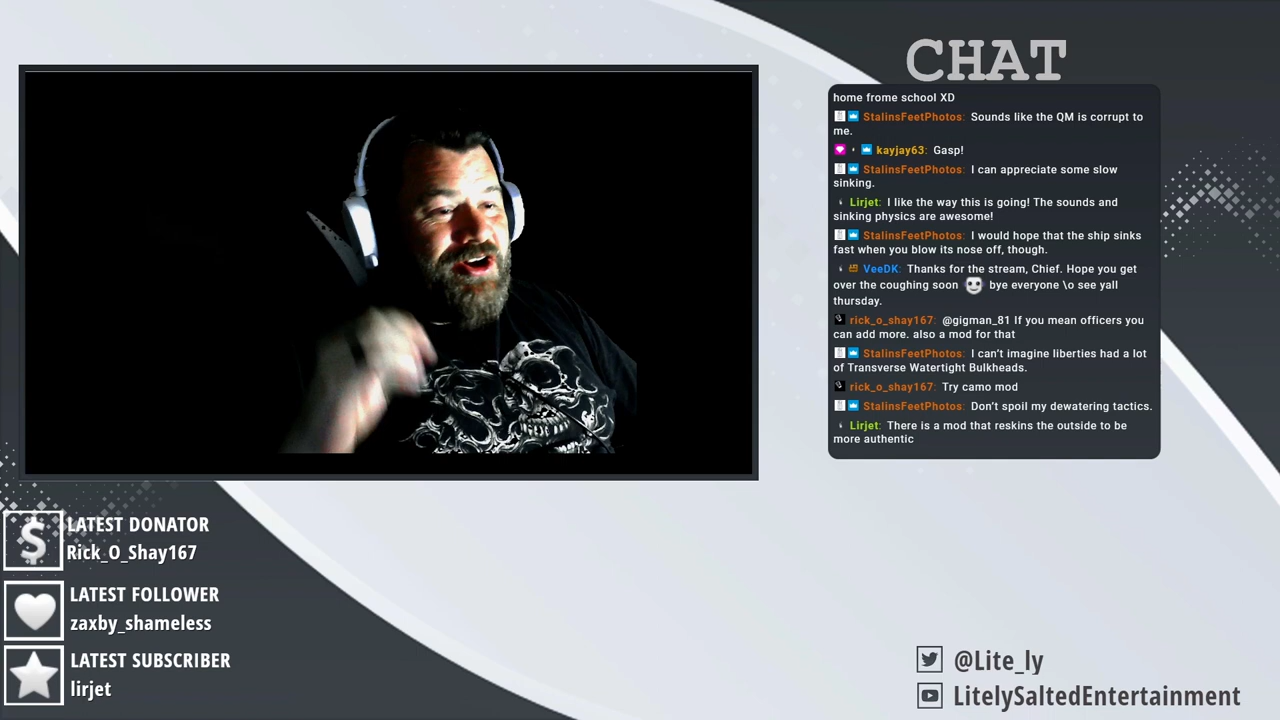 CHAT
home frome school XD
StalinsFeetPhotos: Sounds like the QM is corrupt to
me.
kayjay63: Gasp!
StalinsFeetPhotos: I can appreciate some slow
sinking.
Lirjet: I like the way this is going! The sounds and
sinking physics are awesome!
StalinsFeetPhotos: I would hope that the ship sinks
fast when you blow its nose off, though.
VeeDK: Thanks for the stream, Chief. Hope you get
over the coughing soon bye everyone \o see yall
thursday.
rick_o_shay167: @gigman_81 If you mean officers you
can add more. also a mod for that
StalinsFeetPhotos: I can't imagine liberties had a lot
of Transverse Watertight Bulkheads.
rick_o_shay167: Try camo mod
StalinsFeetPhotos: Don't spoil my dewatering tactics.
Lirjet: There is a mod that reskins the outside to be
more authentic
$ LATEST DONATOR
Rick_O_Shay167
LATEST FOLLOWER
zaxby_shameless
LATEST SUBSCRIBER
lirjet
@Lite_ly
LitelySaltedEntertainment